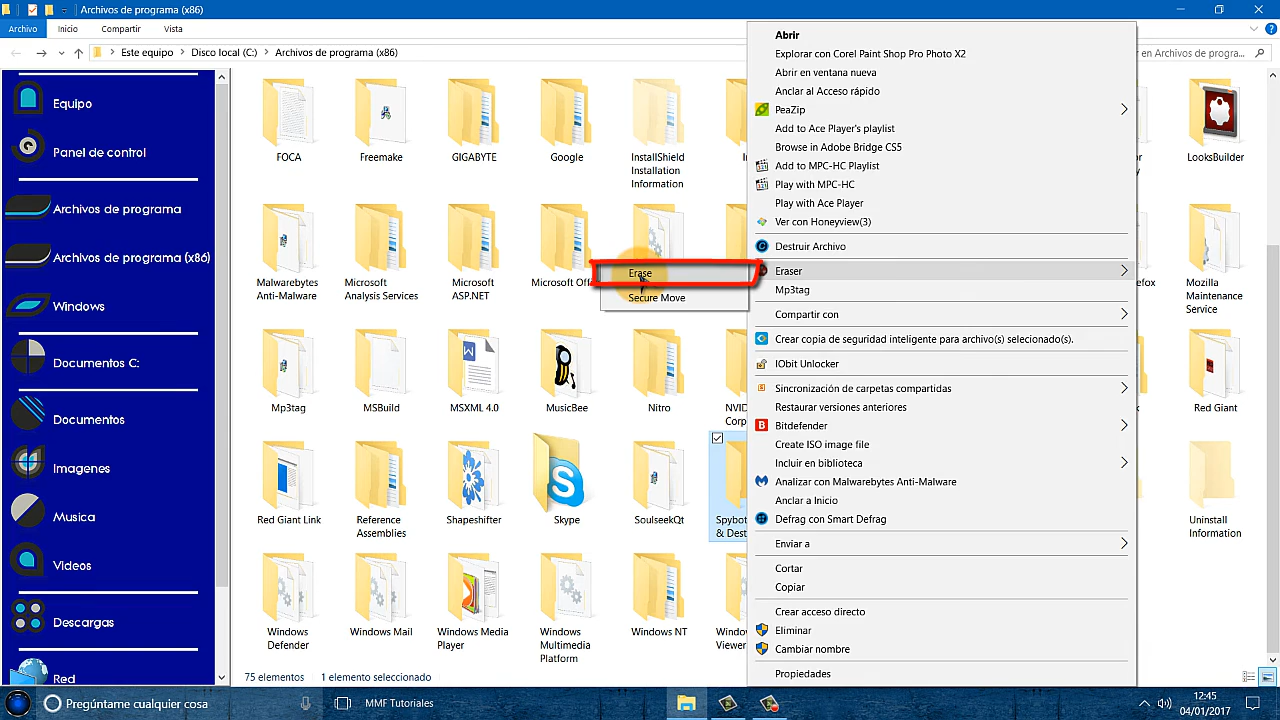 Archivos de programa (x86)
Archivo
Inicio
Compartir
Vista
Este equipo
Disco local (C:)
Archivos de programa (x86)
en Archivos de progra...
Equipo
Panel de control
Archivos de programa
Archivos de programa (x86)
Windows
Documentos C:
Documentos
Imagenes
Musica
Videos
Descargas
Red
FOCA
Freemake
GIGABYTE
Google
InstallShield
Installation
Information
LooksBuilder
Malwarebytes
Anti-Malware
Microsoft
Analysis Services
Microsoft
ASP.NET
Microsoft Off
Mozilla
Maintenance
Service
Mp3tag
MSBuild
MSXML 4.0
MusicBee
Nitro
NVID
Corp
Red Giant
Red Giant Link
Reference
Assemblies
Shapeshifter
Skype
SoulseekQt
Spybot
& Dest
Uninstall
Information
Windows
Defender
Windows Mail
Windows Media
Player
Windows
Multimedia
Platform
Windows NT
Window
Viewer
Erase
Secure Move
Abrir
Explorar con Corel Paint Shop Pro Photo X2
Abrir en ventana nueva
Anclar al Acceso rápido
PeaZip
Add to Ace Player's playlist
Browse in Adobe Bridge CS5
Add to MPC-HC Playlist
Play with MPC-HC
Play with Ace Player
Ver con Honeyview(3)
Destruir Archivo
Eraser
Mp3tag
Compartir con
Crear copia de seguridad inteligente para archivo(s) selecionado(s).
IObit Unlocker
Sincronización de carpetas compartidas
Restaurar versiones anteriores
Bitdefender
Create ISO image file
Incluir en biblioteca
Analizar con Malwarebytes Anti-Malware
Anclar a Inicio
Defrag con Smart Defrag
Enviar a
Cortar
Copiar
Crear acceso directo
Eliminar
Cambiar nombre
Propiedades
75 elementos
1 elemento seleccionado
Pregúntame cualquier cosa
MMF Tutoriales
12:45
04/01/2017